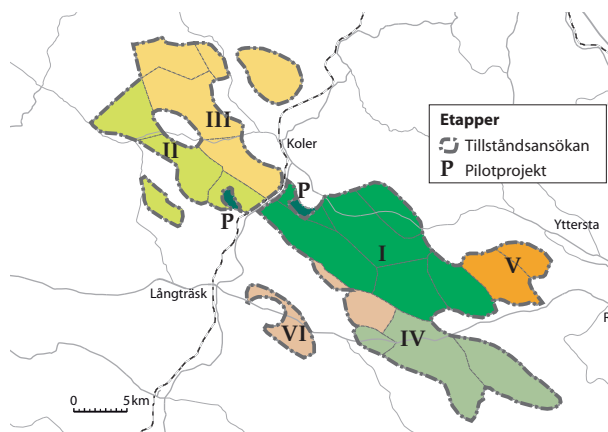 III
Koler
II
P
P
Etapper
Tillståndsansökan
P Pilotprojekt
Yttersta
I
V
Långträsk
VI
IV
F
0 5 km